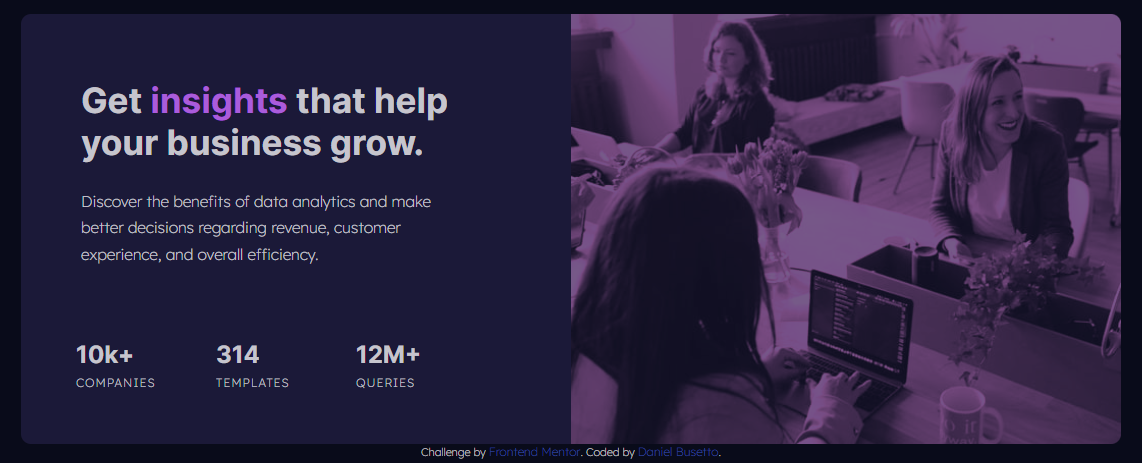 Get insights that help
your business grow.
Discover the benefits of data analytics and make
better decisions regarding revenue, customer
experience, and overall efficiency.
10k+ 314 12M+
COMPANIES TEMPLATES QUERIES
Challenge by Frontend Mentor. Coded by Daniel Busetto.